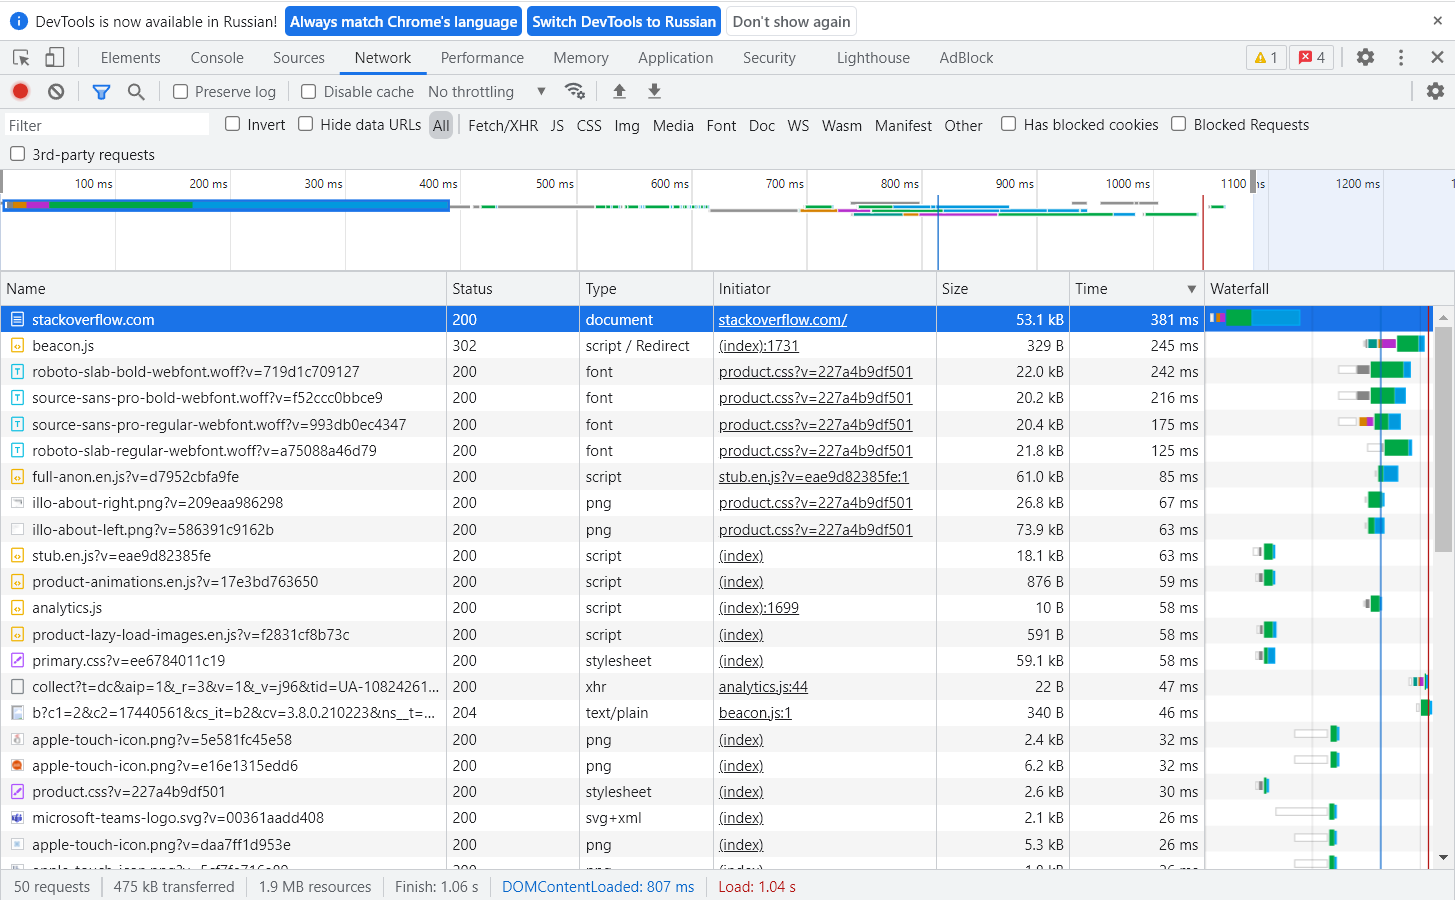 DevTools is now available in Russian! Always match Chrome's language Switch DevTools to Russian Don't show again
Elements Console Sources Network Performance Memory Application Security Lighthouse AdBlock 1 4
Preserve log Disable cache No throttling
Filter Invert Hide data URLs All Fetch/XHR JS CSS Img Media Font Doc WS Wasm Manifest Other Has blocked cookies Blocked Requests
3rd-party requests
100 ms 200 ms 300 ms 400 ms 500 ms 600 ms 700 ms 800 ms 900 ms 1000 ms 1100 ms 1200 ms
Name Status Type Initiator Size Time Waterfall
stackoverflow.com 200 document stackoverflow.com/ 53.1 kB 381 ms
beacon.js 302 script / Redirect (index):1731 329 B 245 ms
roboto-slab-bold-webfont.woff?v=719d1c709127 200 font product.css?v=227a4b9df501 22.0 kB 242 ms
source-sans-pro-bold-webfont.woff?v=f52ccc0bbce9 200 font product.css?v=227a4b9df501 20.2 kB 216 ms
source-sans-pro-regular-webfont.woff?v=993db0ec4347 200 font product.css?v=227a4b9df501 20.4 kB 175 ms
roboto-slab-regular-webfont.woff?v=a75088a46d79 200 font product.css?v=227a4b9df501 21.8 kB 125 ms
full-anon.en.js?v=d7952cbfa9fe 200 script stub.en.js?v=eae9d82385fe:1 61.0 kB 85 ms
illo-about-right.png?v=209eaa986298 200 png product.css?v=227a4b9df501 26.8 kB 67 ms
illo-about-left.png?v=586391c9162b 200 png product.css?v=227a4b9df501 73.9 kB 63 ms
stub.en.js?v=eae9d82385fe 200 script (index) 18.1 kB 63 ms
product-animations.en.js?v=17e3bd763650 200 script (index) 876 B 59 ms
analytics.js 200 script (index):1699 10 B 58 ms
product-lazy-load-images.en.js?v=f2831cf8b73c 200 script (index) 591 B 58 ms
primary.css?v=ee6784011c19 200 stylesheet (index) 59.1 kB 58 ms
collect?t=dc&aip=1&_r=3&v=1&_v=j96&tid=UA-10824261... 200 xhr analytics.js:44 22 B 47 ms
b?c1=2&c2=17440561&cs_it=b2&cv=3.8.0.210223&ns__t=... 204 text/plain beacon.js:1 340 B 46 ms
apple-touch-icon.png?v=5e581fc45e58 200 png (index) 2.4 kB 32 ms
apple-touch-icon.png?v=e16e1315edd6 200 png (index) 6.2 kB 32 ms
product.css?v=227a4b9df501 200 stylesheet (index) 2.6 kB 30 ms
microsoft-teams-logo.svg?v=00361aadd408 200 svg+xml (index) 2.1 kB 26 ms
apple-touch-icon.png?v=daa7ff1d953e 200 png (index) 5.3 kB 26 ms
50 requests 475 kB transferred 1.9 MB resources Finish: 1.06 s DOMContentLoaded: 807 ms Load: 1.04 s